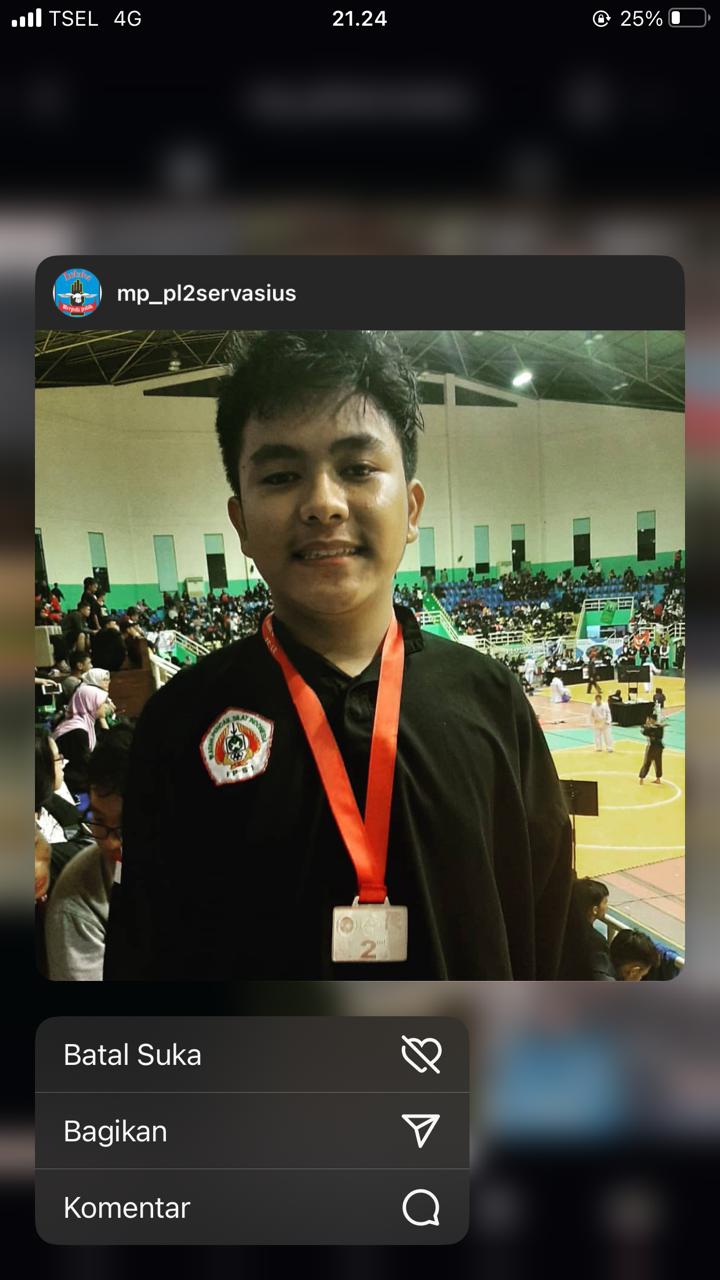 TSEL 4G 21.24 25%
mp_pl2servasius
IPSI
2
Batal Suka
Bagikan
Komentar